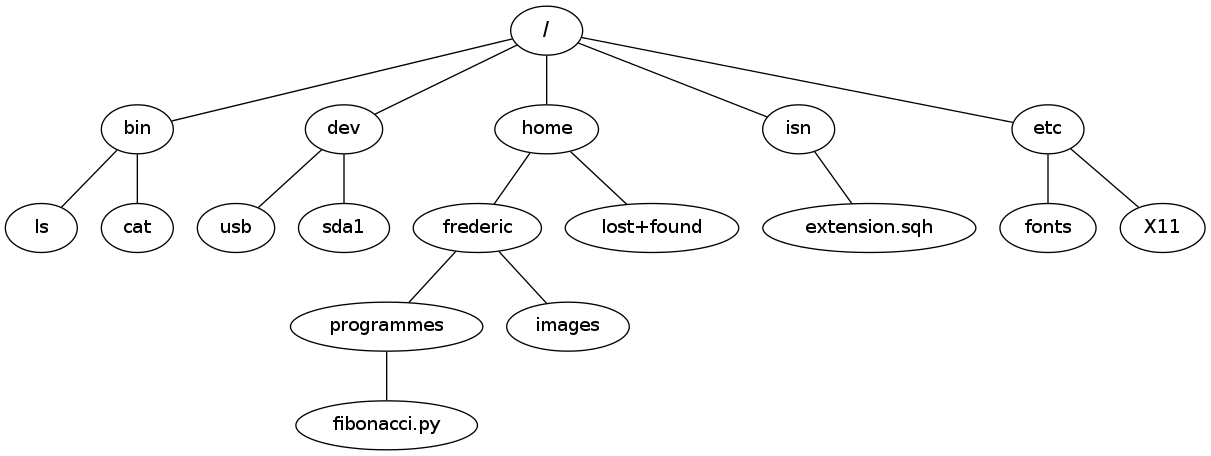 /
bin
dev
home
isn
etc
ls
cat
usb
sda1
frederic
lost+found
extension.sqh
fonts
X11
programmes
images
fibonacci.py